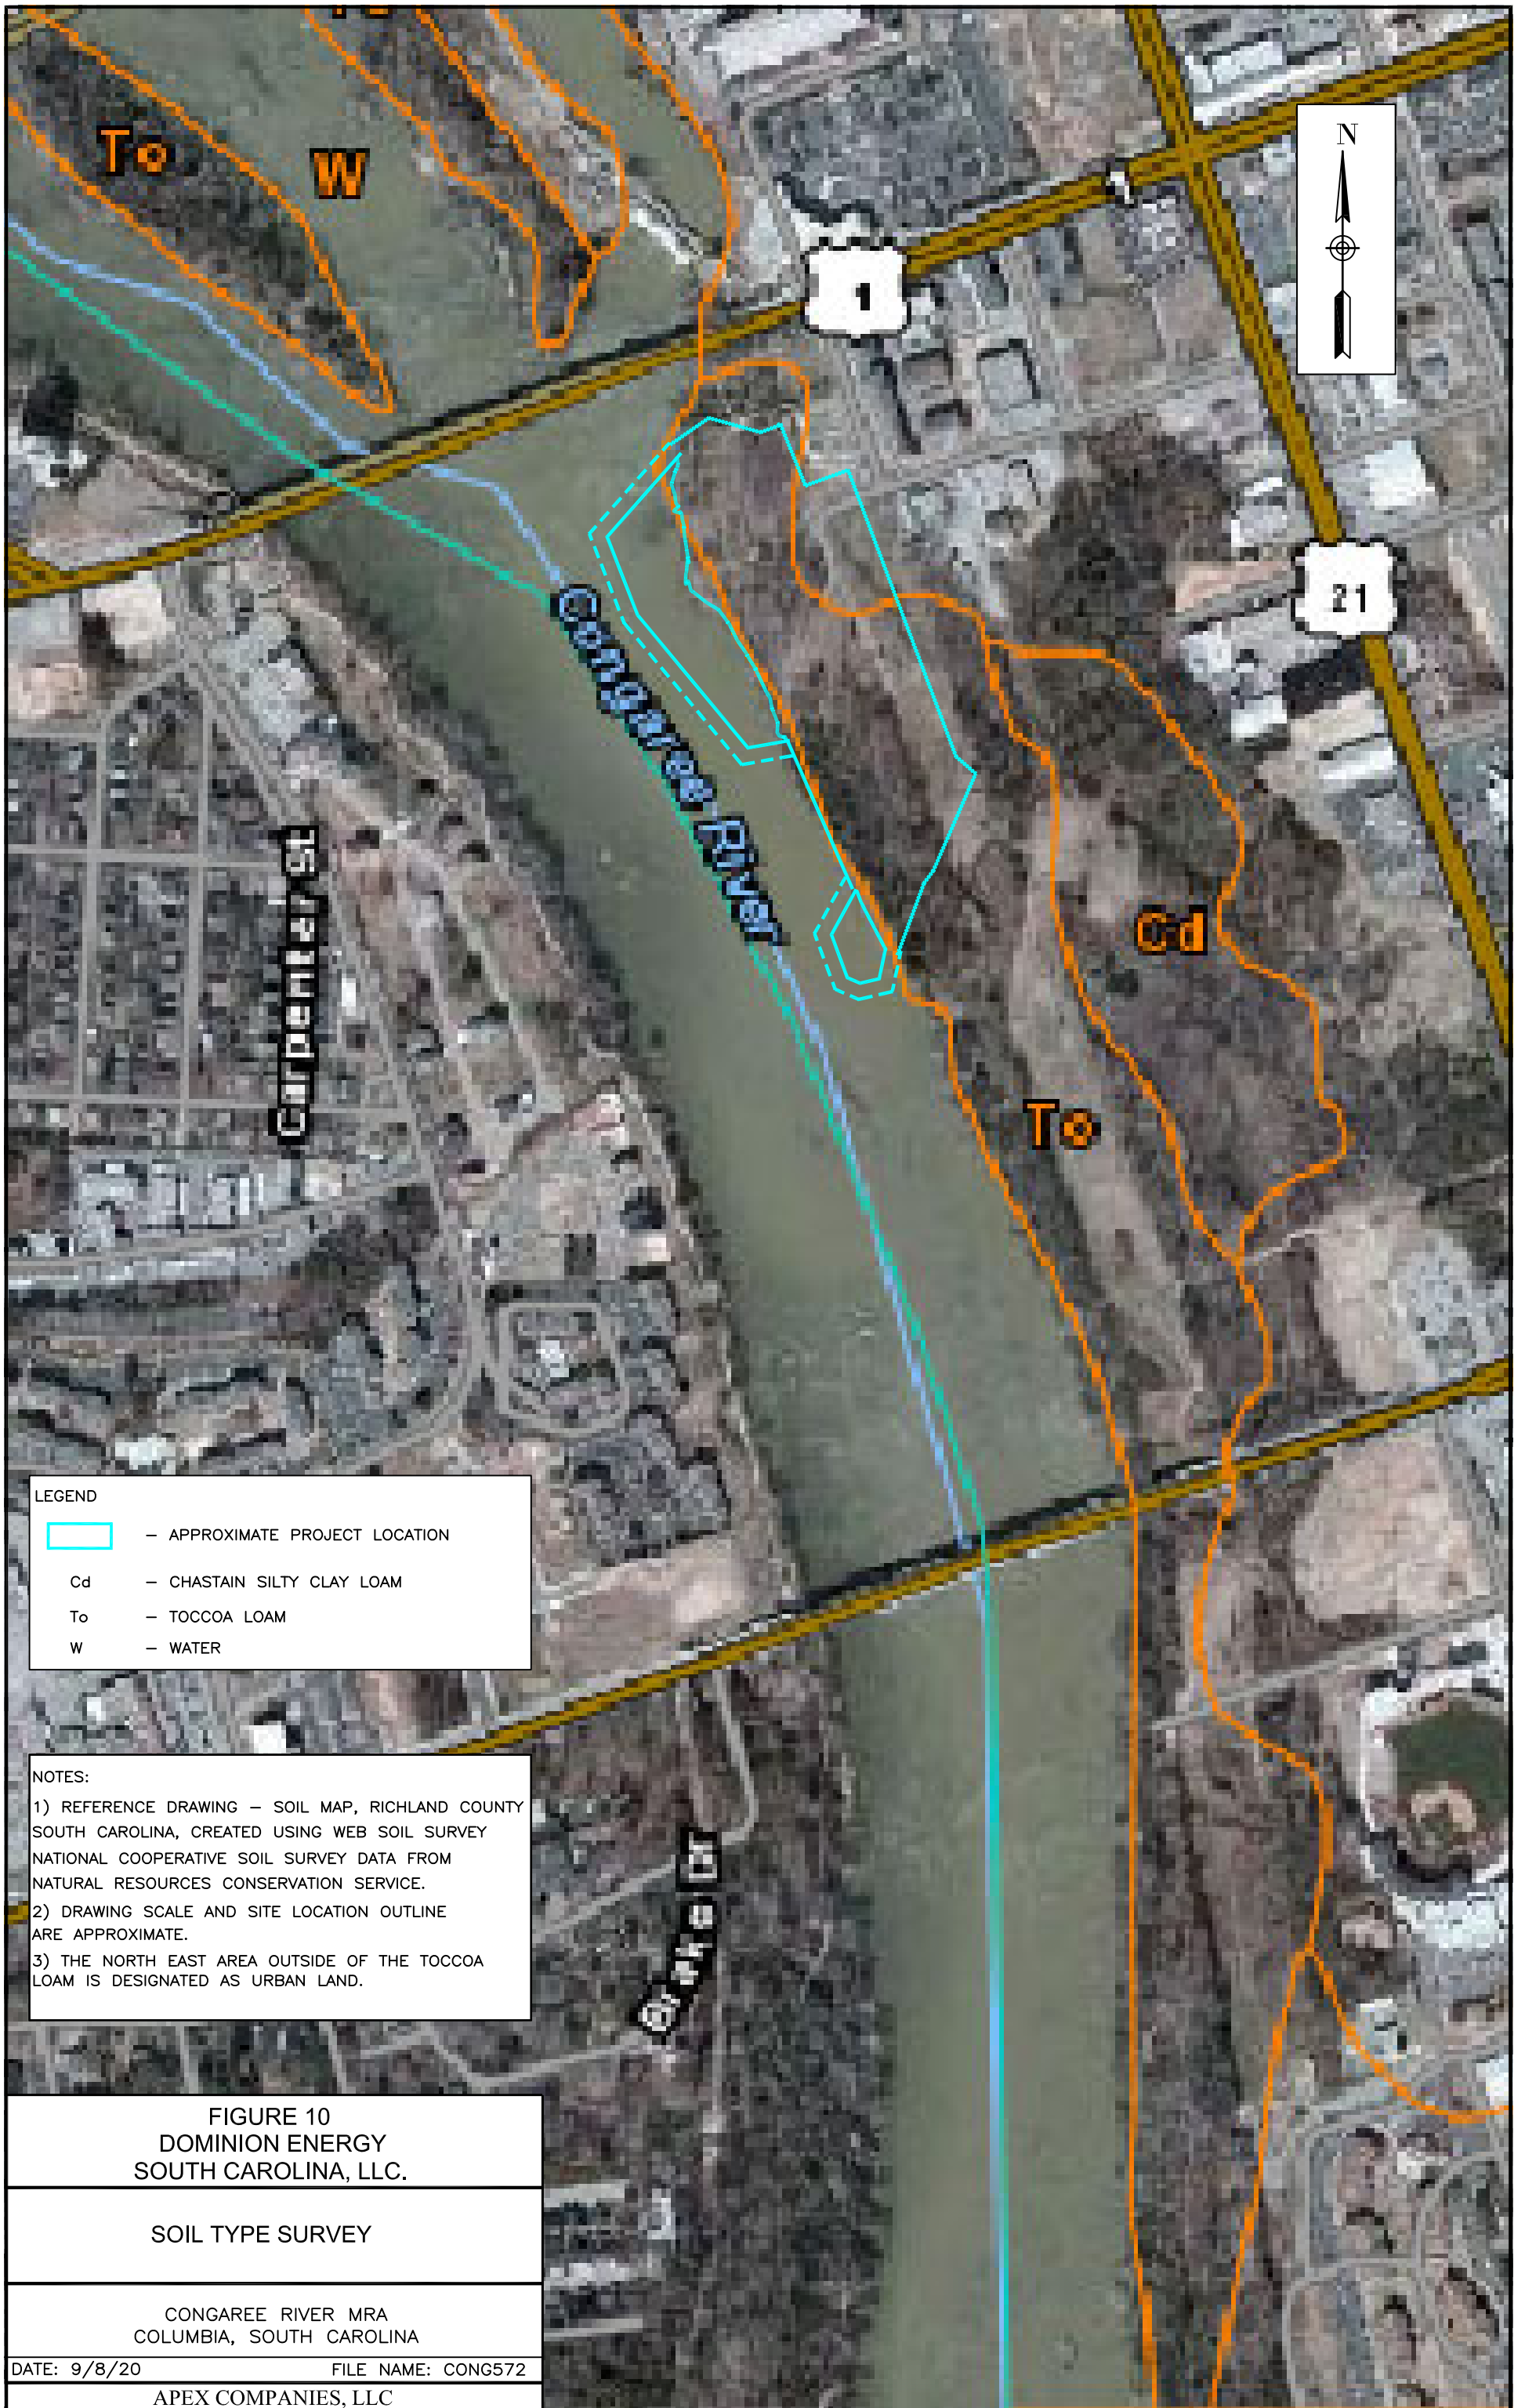 To
W
N
1
21
Congaree River
Carpenter St
Cd
To
LEGEND
– APPROXIMATE PROJECT LOCATION
Cd – CHASTAIN SILTY CLAY LOAM
To – TOCCOA LOAM
W – WATER
NOTES:
1) REFERENCE DRAWING – SOIL MAP, RICHLAND COUNTY
SOUTH CAROLINA, CREATED USING WEB SOIL SURVEY
NATIONAL COOPERATIVE SOIL SURVEY DATA FROM
NATURAL RESOURCES CONSERVATION SERVICE.
2) DRAWING SCALE AND SITE LOCATION OUTLINE
ARE APPROXIMATE.
3) THE NORTH EAST AREA OUTSIDE OF THE TOCCOA
LOAM IS DESIGNATED AS URBAN LAND.
FIGURE 10
DOMINION ENERGY
SOUTH CAROLINA, LLC.
SOIL TYPE SURVEY
CONGAREE RIVER MRA
COLUMBIA, SOUTH CAROLINA
DATE: 9/8/20 FILE NAME: CONG572
APEX COMPANIES, LLC